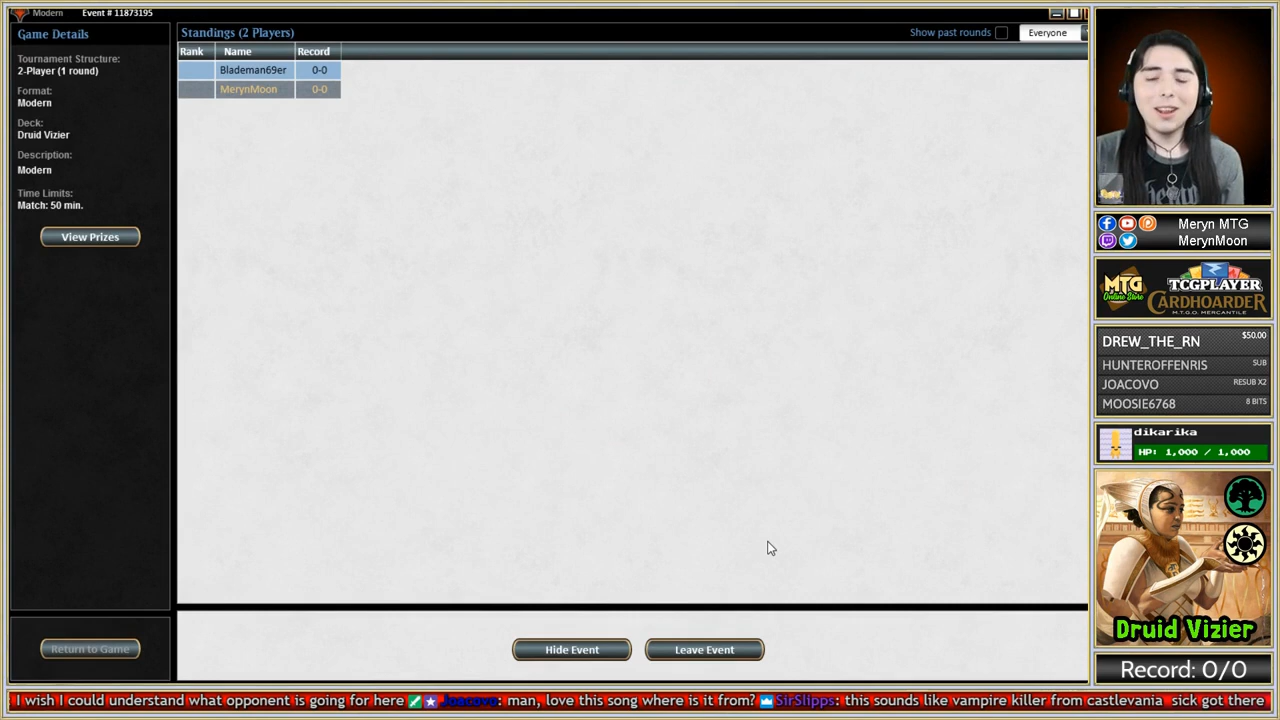 Modern Event # 11873195
Game Details
Tournament Structure:
2-Player (1 round)
Format:
Modern
Deck:
Druid Vizier
Description:
Modern
Time Limits:
Match: 50 min.
View Prizes
Return to Game
Standings (2 Players)
Show past rounds
Everyone
Rank Name Record
Blademan69er 0-0
MerynMoon 0-0
Hide Event
Leave Event
Meryn MTG
MerynMoon
MTG
Online Store
TCGPLAYER
CARDHOARDER
M.T.G.O. MERCANTILE
DREW_THE_RN $50.00
HUNTEROFFENRIS SUB
JOACOVO RESUB X2
MOOSIE6768 8 BITS
dikarika
HP: 1,000 / 1,000
Druid Vizier
Record: 0/0
I wish I could understand what opponent is going for here Joacovo: man, love this song where is it from? SirSlipps: this sounds like vampire killer from castlevania sick got there